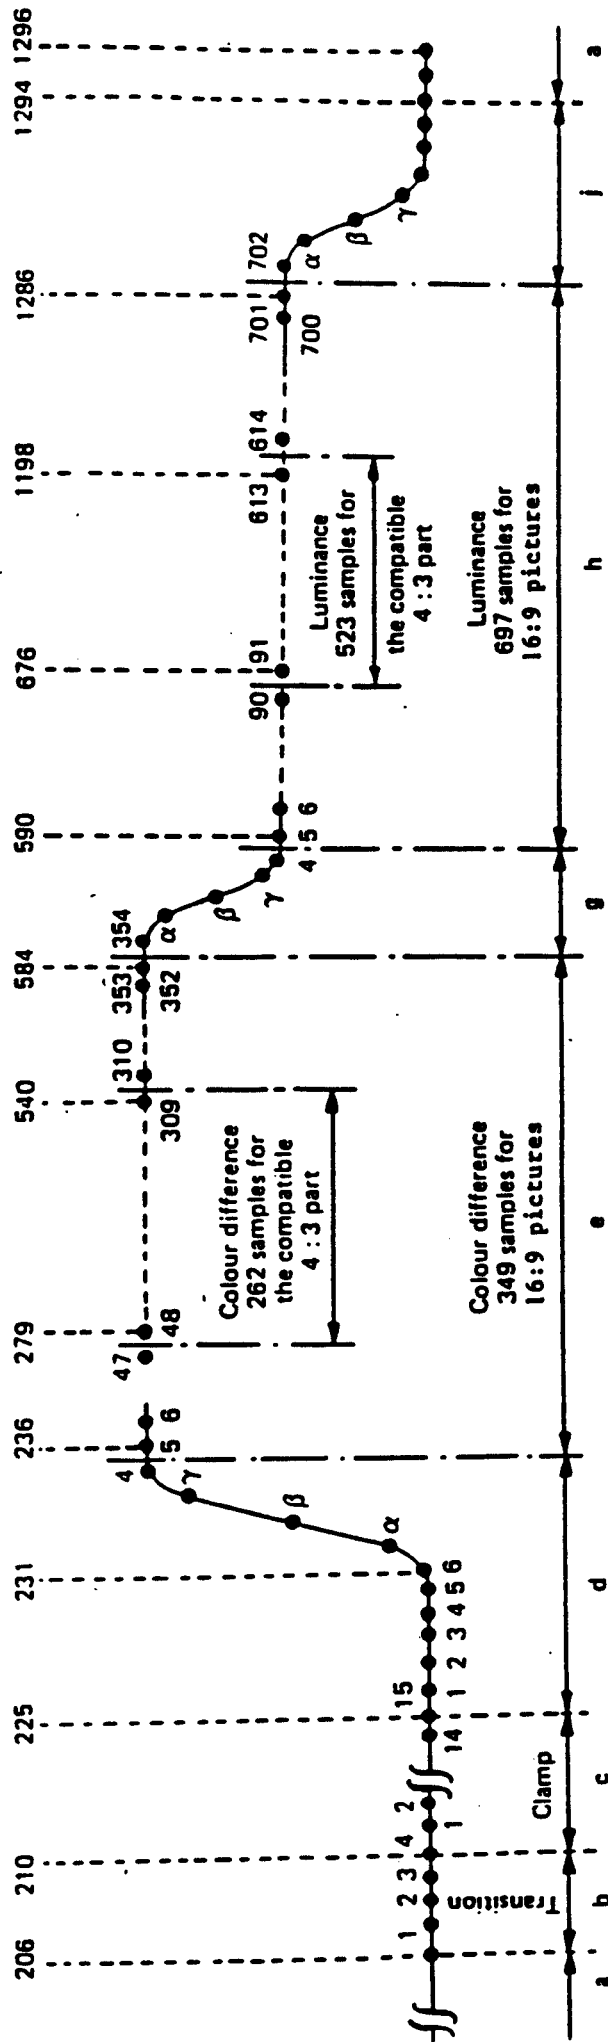 206 210 225 231 236 279 540 584 590 676 1198 1286 1294 1296
1 2 3 4 1 2 14 15 1 2 3 4 5 6 α β γ 4 5 6 47 48 309 310 352 353 354 α β γ 4 5 6 90 91 613 614 700 701 702 α β γ
Colour difference
262 samples for
the compatible
4 : 3 part
Luminance
523 samples for
the compatible
4 : 3 part
Transition
Clamp
Colour difference
349 samples for
16:9 pictures
Luminance
697 samples for
16:9 pictures
a b c d e g h j a